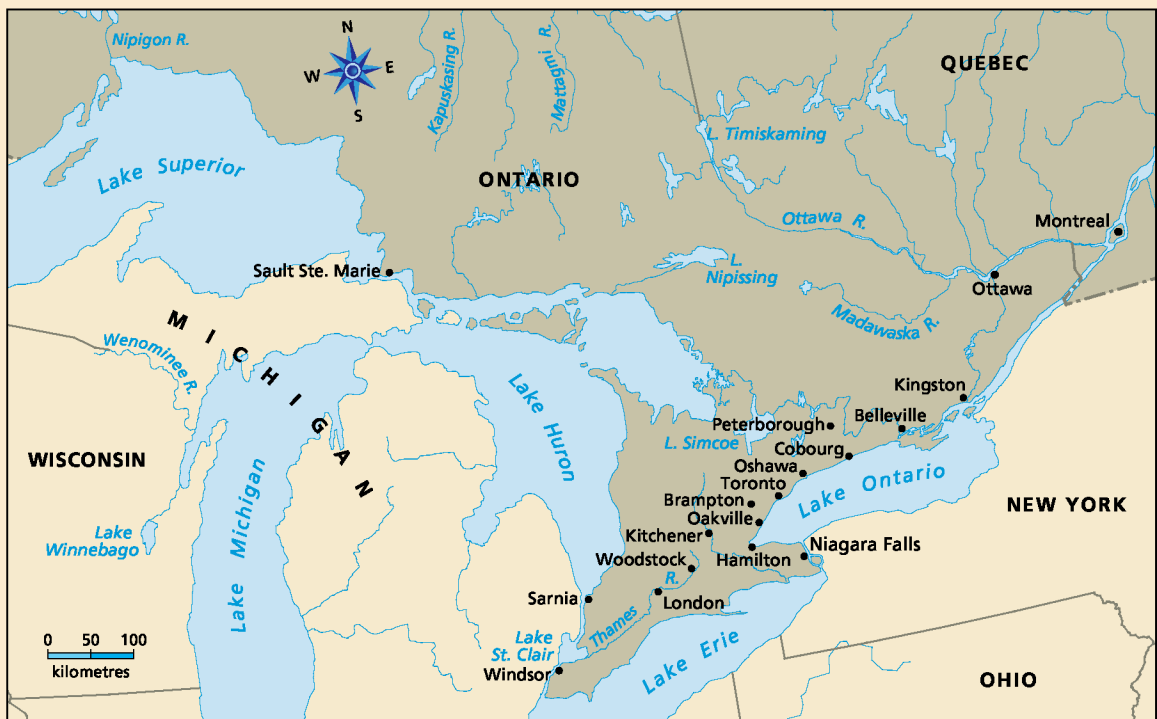 Nipigon R.
N
W
E
S
Kapuskasing R.
Mattagmi R.
QUEBEC
L. Timiskaming
Lake Superior
ONTARIO
Ottawa R.
Montreal
Sault Ste. Marie
L.
Nipissing
Ottawa
Madawaska R.
MICHIGAN
Wenominee R.
Lake Huron
Kingston
Belleville
Peterborough
L. Simcoe
Cobourg
WISCONSIN
Oshawa
Toronto
Lake Ontario
Brampton
NEW YORK
Oakville
Lake Michigan
Lake
Winnebago
Kitchener
Niagara Falls
Woodstock
Hamilton
Thames R.
Sarnia
London
Lake
St. Clair
Windsor
Lake Erie
OHIO
0 50 100
kilometres